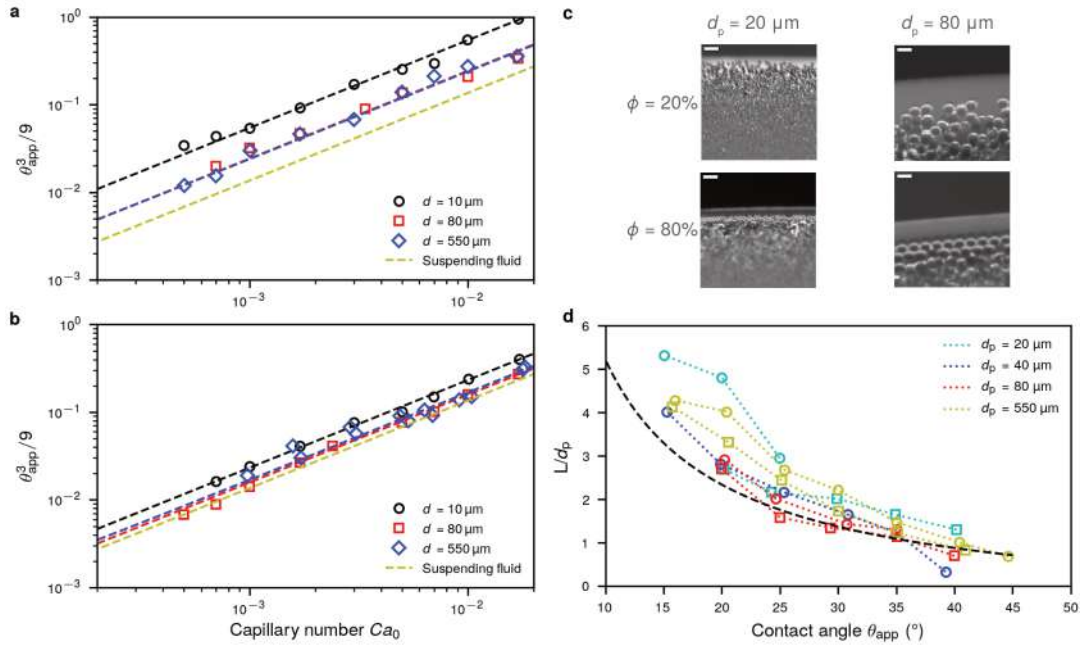 a
10⁰
10⁻¹
10⁻²
10⁻³
θ³app/9
10⁻³
10⁻²
d = 10 μm
d = 80 μm
d = 550 μm
Suspending fluid
b
10⁰
10⁻¹
10⁻²
10⁻³
θ³app/9
d = 10 μm
d = 80 μm
d = 550 μm
Suspending fluid
10⁻³
10⁻²
Capillary number Ca₀
c
dₚ = 20 μm
dₚ = 80 μm
ϕ = 20%
ϕ = 80%
d
6
5
4
3
2
1
0
L/dₚ
dₚ = 20 μm
dₚ = 40 μm
dₚ = 80 μm
dₚ = 550 μm
10 15 20 25 30 35 40 45 50
Contact angle θapp (°)